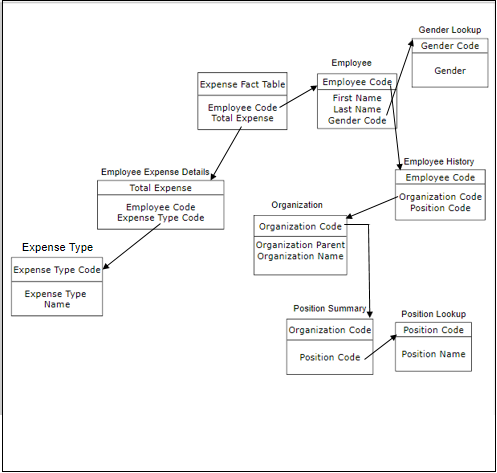 Gender Lookup
Gender Code
Gender
Employee
Employee Code
First Name
Last Name
Gender Code
Expense Fact Table
Employee Code
Total Expense
Employee History
Employee Code
Organization Code
Position Code
Employee Expense Details
Total Expense
Employee Code
Expense Type Code
Organization
Organization Code
Organization Parent
Organization Name
Expense Type
Expense Type Code
Expense Type
Name
Position Summary
Organization Code
Position Code
Position Lookup
Position Code
Position Name